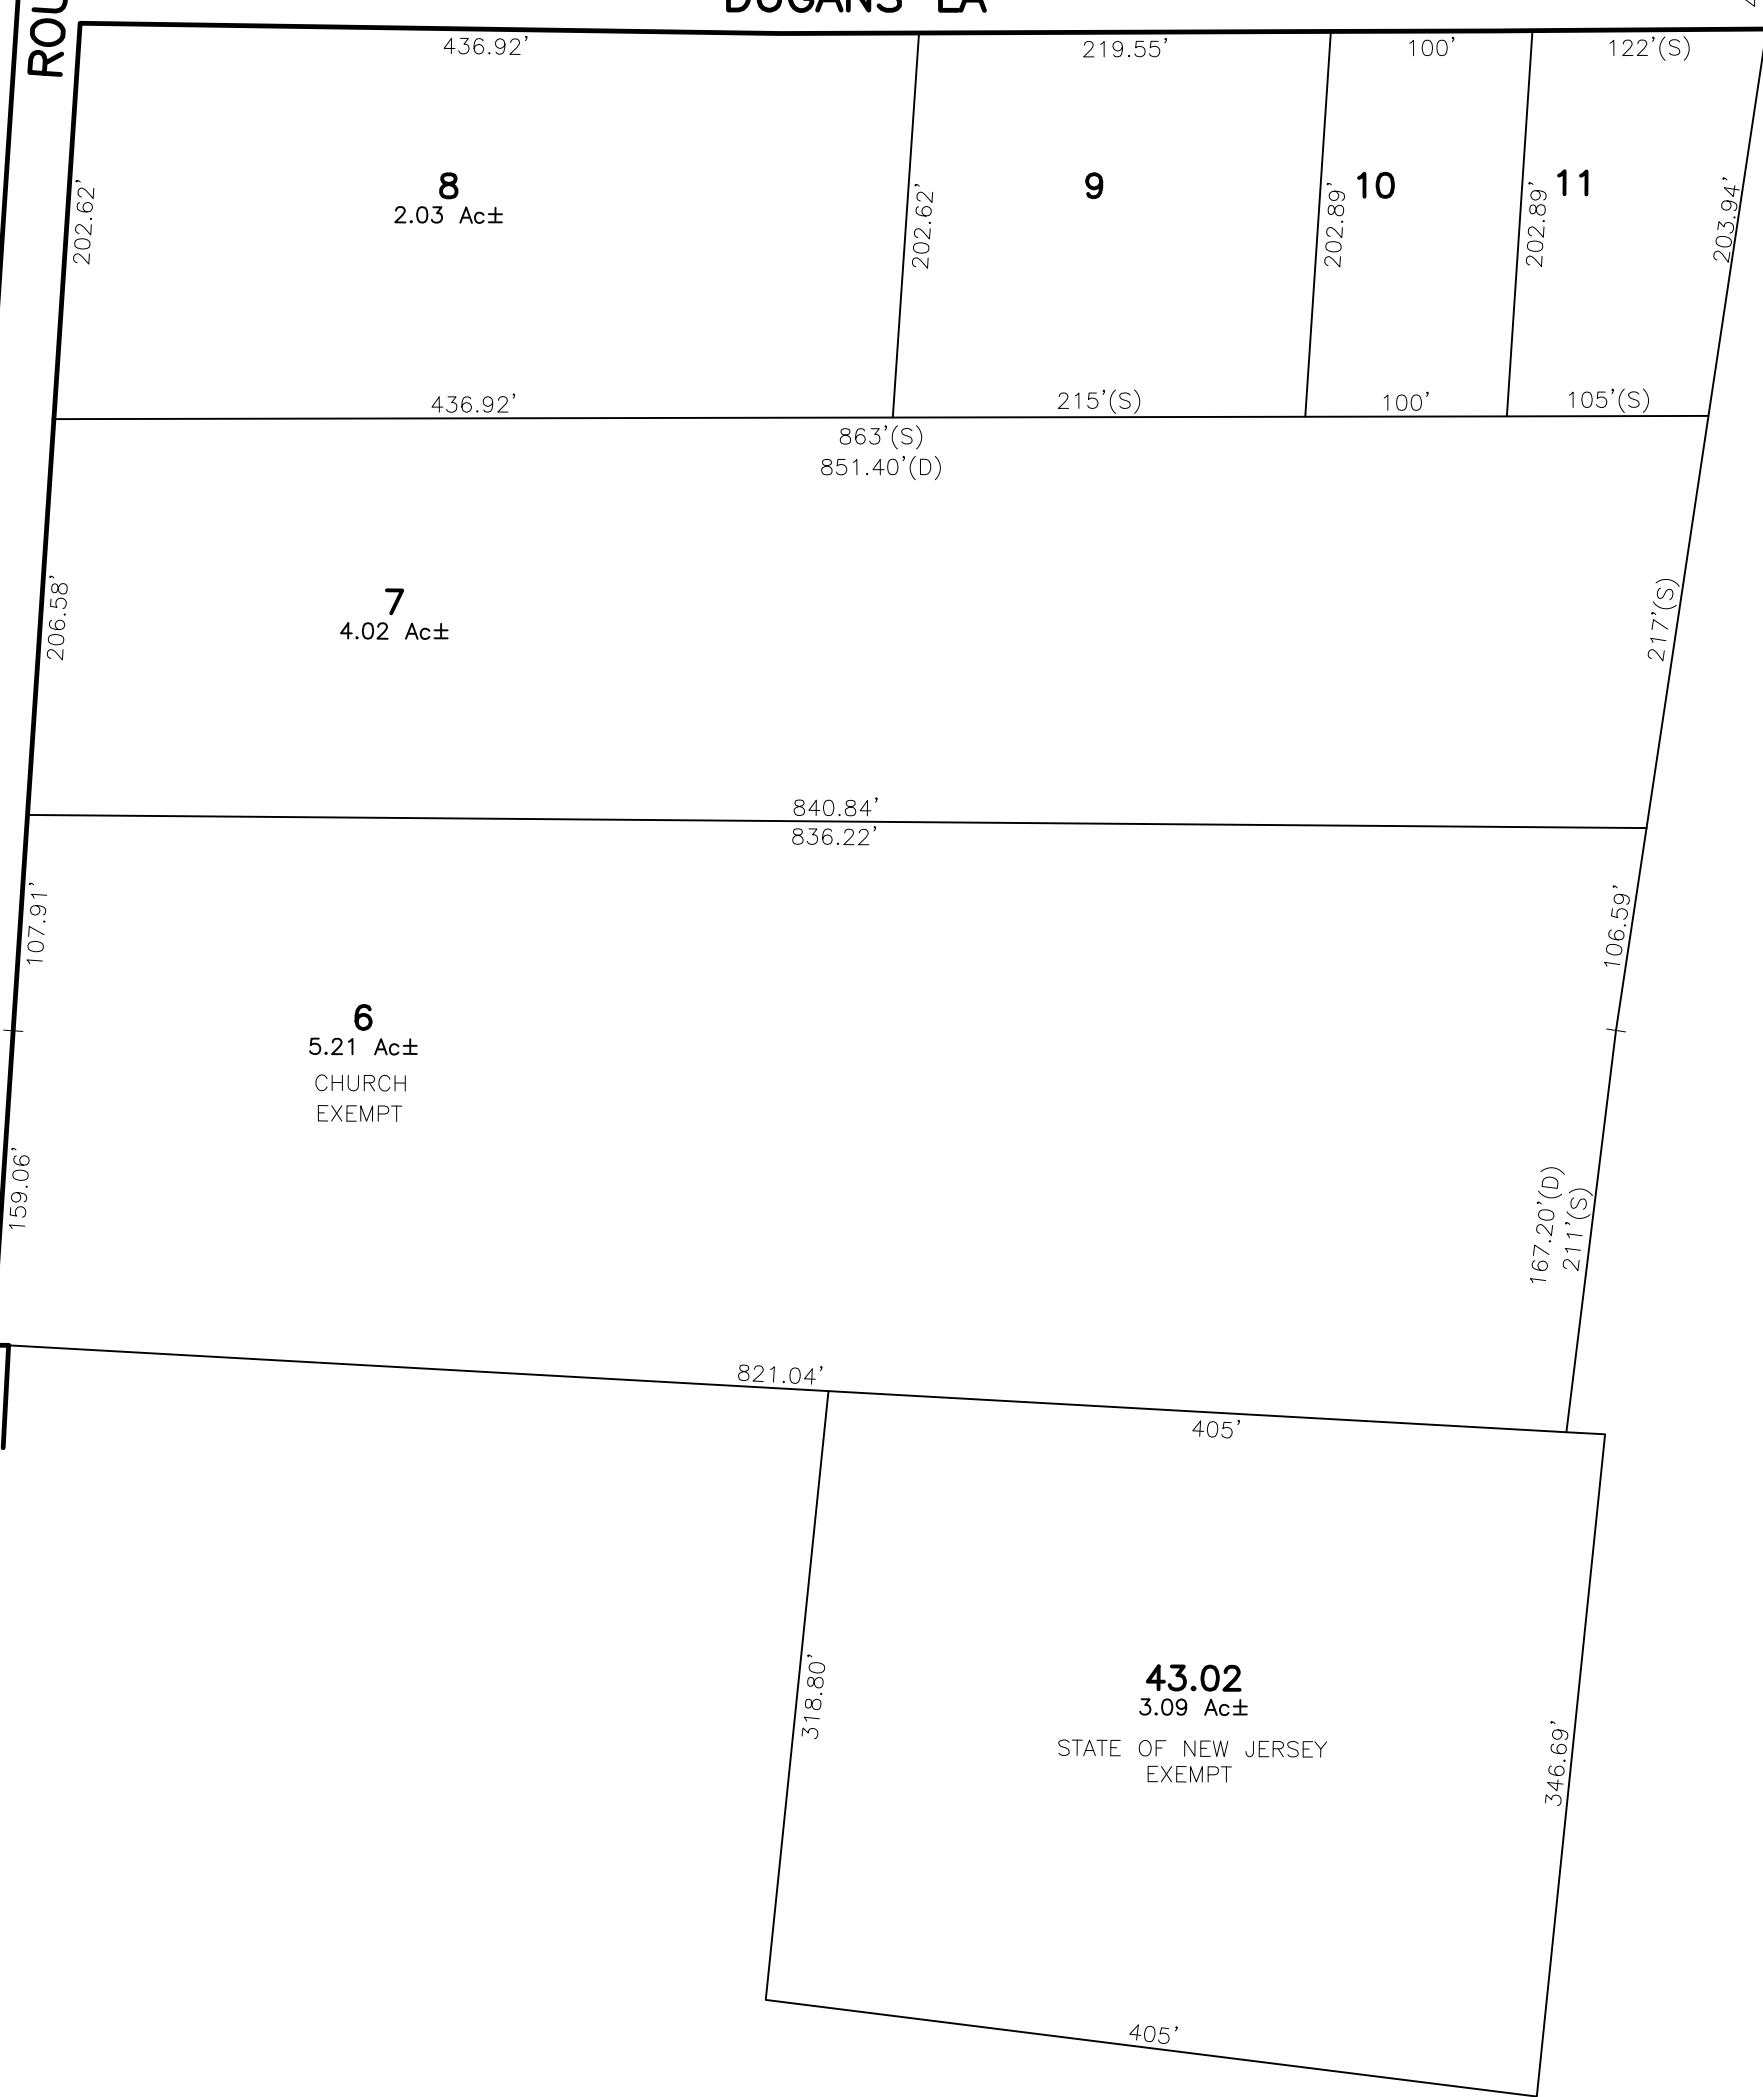 DUGANS LA
ROU
436.92'
219.55'
100'
122'(S)
202.62'
8
2.03 Ac±
202.62'
9
202.89'
10
202.89'
11
203.94'
436.92'
215'(S)
100'
105'(S)
863'(S)
851.40'(D)
206.58'
7
4.02 Ac±
217'(S)
840.84'
836.22'
107.91'
106.59'
6
5.21 Ac±
CHURCH
EXEMPT
159.06'
167.20'(D)
211'(S)
821.04'
405'
318.80'
43.02
3.09 Ac±
STATE OF NEW JERSEY
EXEMPT
346.69'
405'